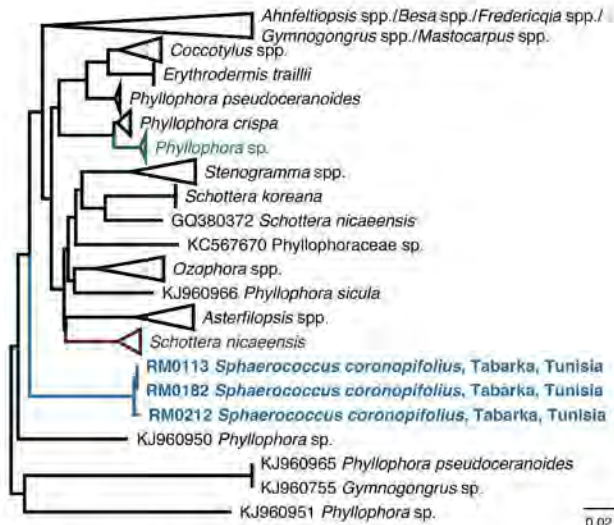 Ahnfeltiopsis spp./Besa spp./Fredericqia spp./
Gymnogongrus spp./Mastocarpus spp.
Coccotylus spp.
Erythrodermis traillii
Phyllophora pseudoceranoides
Phyllophora crispa
Phyllophora sp.
Stenogramma spp.
Schottera koreana
GQ380372 Schottera nicaeensis
KC567670 Phyllophoraceae sp.
Ozophora spp.
KJ960966 Phyllophora sicula
Asterfilopsis spp.
Schottera nicaeensis
RM0113 Sphaerococcus coronopifolius, Tabarka, Tunisia
RM0182 Sphaerococcus coronopifolius, Tabarka, Tunisia
RM0212 Sphaerococcus coronopifolius, Tabarka, Tunisia
KJ960950 Phyllophora sp.
KJ960965 Phyllophora pseudoceranoides
KJ960755 Gymnogongrus sp.
KJ960951 Phyllophora sp.
0.02